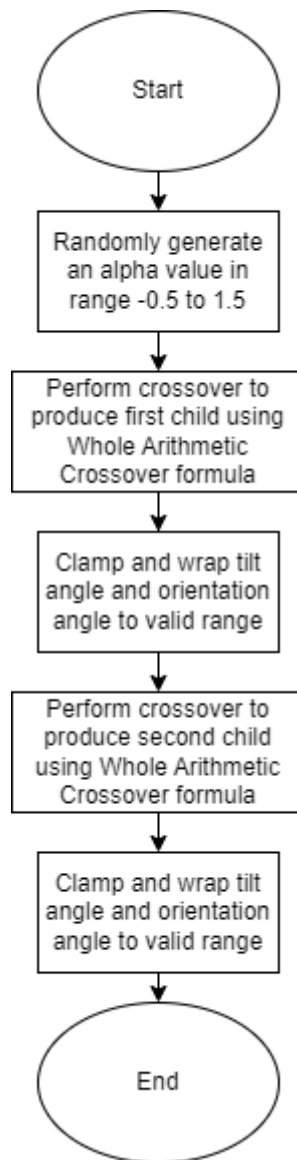 Start
Randomly generate
an alpha value in
range -0.5 to 1.5
Perform crossover to
produce first child using
Whole Arithmetic
Crossover formula
Clamp and wrap tilt
angle and orientation
angle to valid range
Perform crossover to
produce second child
using Whole Arithmetic
Crossover formula
Clamp and wrap tilt
angle and orientation
angle to valid range
End